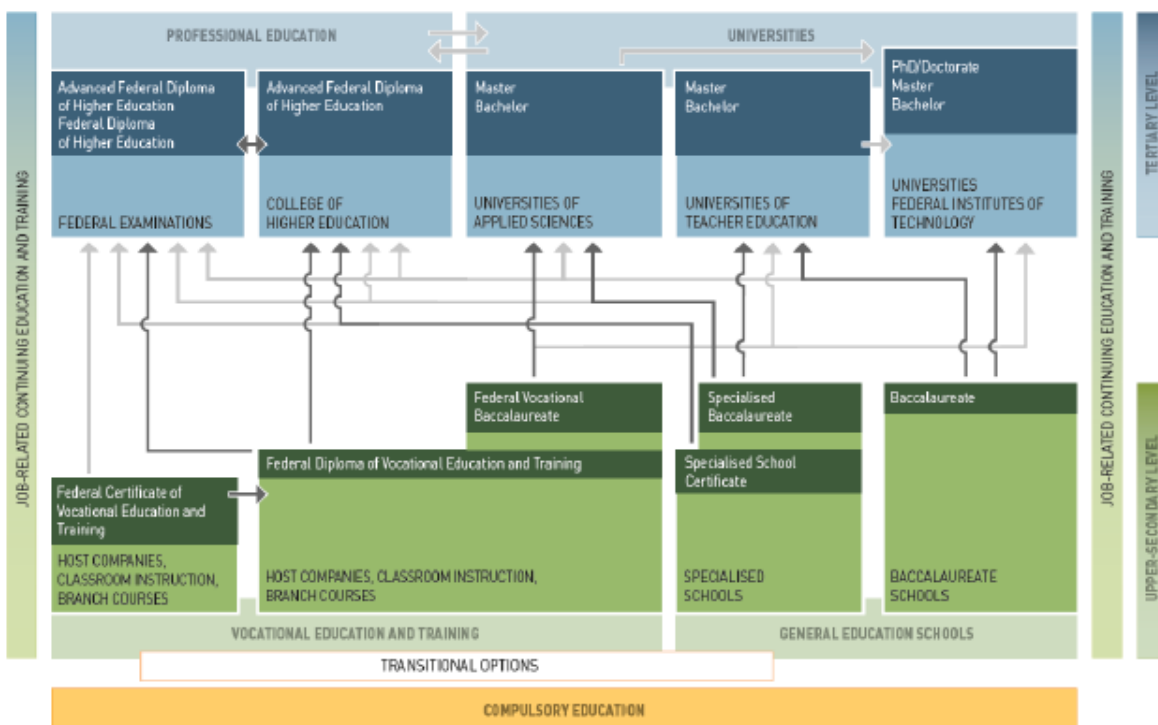 PROFESSIONAL EDUCATION
UNIVERSITIES
Advanced Federal Diploma
of Higher Education
Federal Diploma
of Higher Education
FEDERAL EXAMINATIONS
Advanced Federal Diploma
of Higher Education
COLLEGE OF
HIGHER EDUCATION
Master
Bachelor
UNIVERSITIES OF
APPLIED SCIENCES
Master
Bachelor
UNIVERSITIES OF
TEACHER EDUCATION
PhD/Doctorate
Master
Bachelor
UNIVERSITIES
FEDERAL INSTITUTES OF
TECHNOLOGY
JOB-RELATED CONTINUING EDUCATION AND TRAINING
JOB-RELATED CONTINUING EDUCATION AND TRAINING
TERTIARY LEVEL
UPPER-SECONDARY LEVEL
Federal Vocational
Baccalaureate
Specialised
Baccalaureate
Baccalaureate
Federal Diploma of Vocational Education and Training
Specialised School
Certificate
Federal Certificate of
Vocational Education and
Training
HOST COMPANIES,
CLASSROOM INSTRUCTION,
BRANCH COURSES
HOST COMPANIES, CLASSROOM INSTRUCTION,
BRANCH COURSES
SPECIALISED
SCHOOLS
BACCALAUREATE
SCHOOLS
VOCATIONAL EDUCATION AND TRAINING
GENERAL EDUCATION SCHOOLS
TRANSITIONAL OPTIONS
COMPULSORY EDUCATION